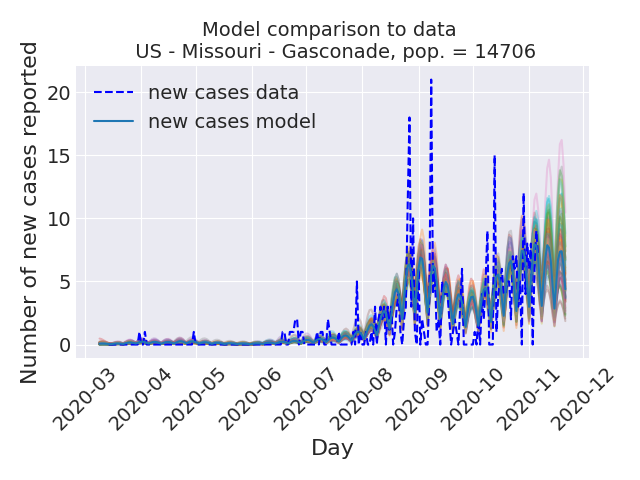 Model comparison to data
US - Missouri - Gasconade, pop. = 14706
Number of new cases reported
20
15
10
5
0
new cases data
new cases model
2020-03
2020-04
2020-05
2020-06
2020-07
2020-08
2020-09
2020-10
2020-11
2020-12
Day